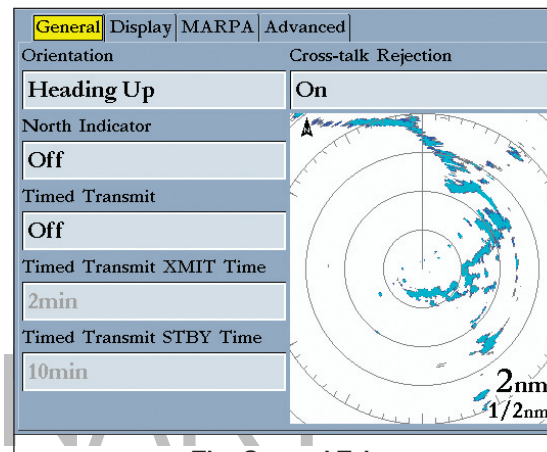 General Display MARPA Advanced
Orientation
Heading Up
Cross-talk Rejection
On
North Indicator
Off
Timed Transmit
Off
Timed Transmit XMIT Time
2min
Timed Transmit STBY Time
10min
2nm
1/2nm